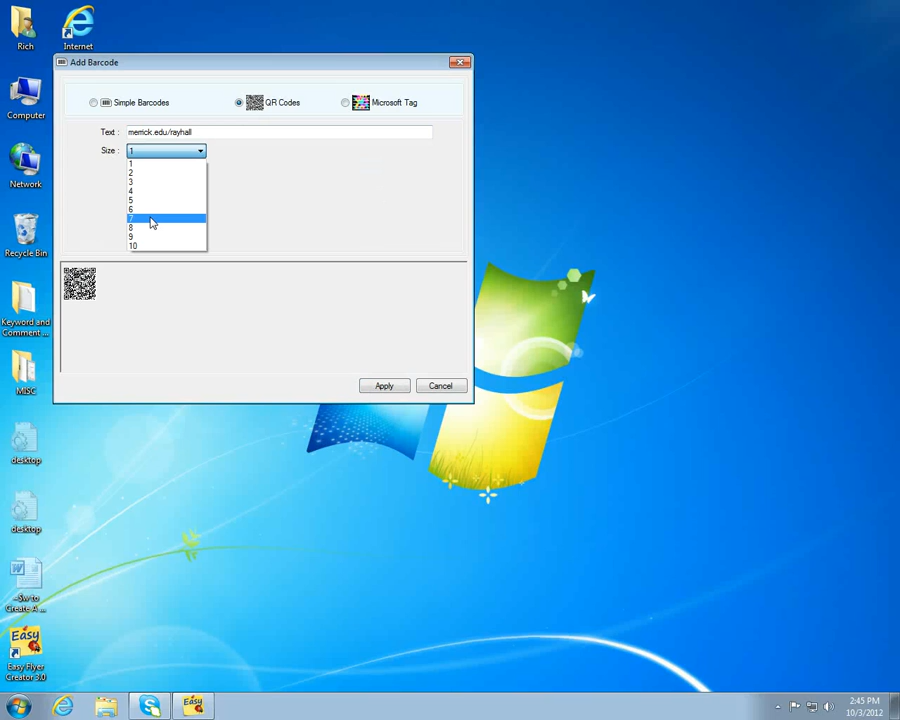 Rich
Internet
Add Barcode
Simple Barcodes
QR Codes
Microsoft Tag
Computer
Text :
merrick.edu/rayhall
Size :
1
1
2
3
4
5
6
7
8
9
10
Network
Recycle Bin
Keyword and
Comment ...
MISC
Apply
Cancel
desktop
desktop
~$w to
Create A ...
Easy
Easy Flyer
Creator 3.0
Easy
2:45 PM
10/3/2012